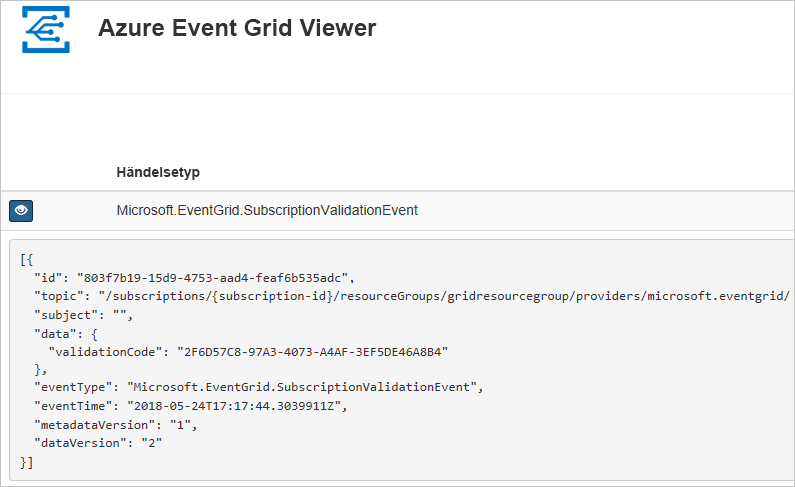 Azure Event Grid Viewer
Händelsetyp
Microsoft.EventGrid.SubscriptionValidationEvent
[{
  "id": "803f7b19-15d9-4753-aad4-feaf6b535adc",
  "topic": "/subscriptions/{subscription-id}/resourceGroups/gridresourcegroup/providers/microsoft.eventgrid/
  "subject": "",
  "data": {
    "validationCode": "2F6D57C8-97A3-4073-A4AF-3EF5DE46A8B4"
  },
  "eventType": "Microsoft.EventGrid.SubscriptionValidationEvent",
  "eventTime": "2018-05-24T17:17:44.3039911Z",
  "metadataVersion": "1",
  "dataVersion": "2"
}]